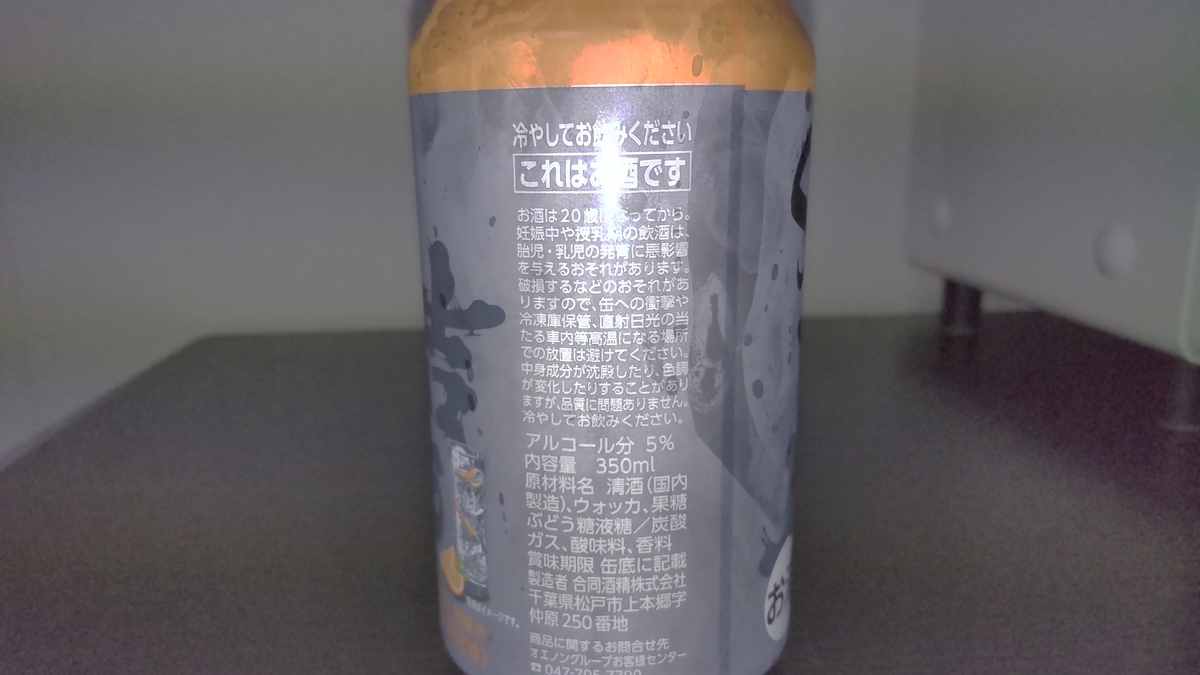 冷やしてお飲みください
これはお酒です
お酒は20歳になってから。
妊娠中や授乳期の飲酒は、
胎児・乳児の発育に悪影響
を与えるおそれがあります。
破損するなどのおそれがあ
りますので、缶への衝撃や
冷凍庫保管、直射日光の当
たる車内等高温になる場所
での放置は避けてください。
中身成分が沈殿したり、色調
が変化したりすることがあり
ますが、品質に問題ありません。
冷やしてお飲みください。
アルコール分 5%
内容量 350ml
原材料名 清酒(国内
製造)、ウォッカ、果糖
ぶどう糖液糖/炭酸
ガス、酸味料、香料
賞味期限 缶底に記載
製造者 合同酒精株式会社
千葉県松戸市上本郷字
仲原250番地
商品に関するお問合せ先
オエノングループお客様センター
☎047-705-7790